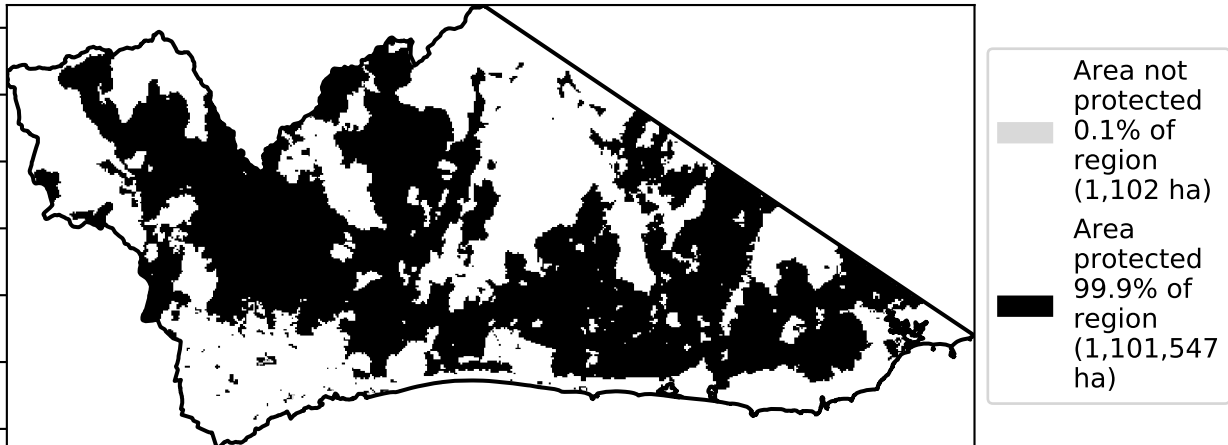 Area not
protected
0.1% of
region
(1,102 ha)
Area
protected
99.9% of
region
(1,101,547
ha)